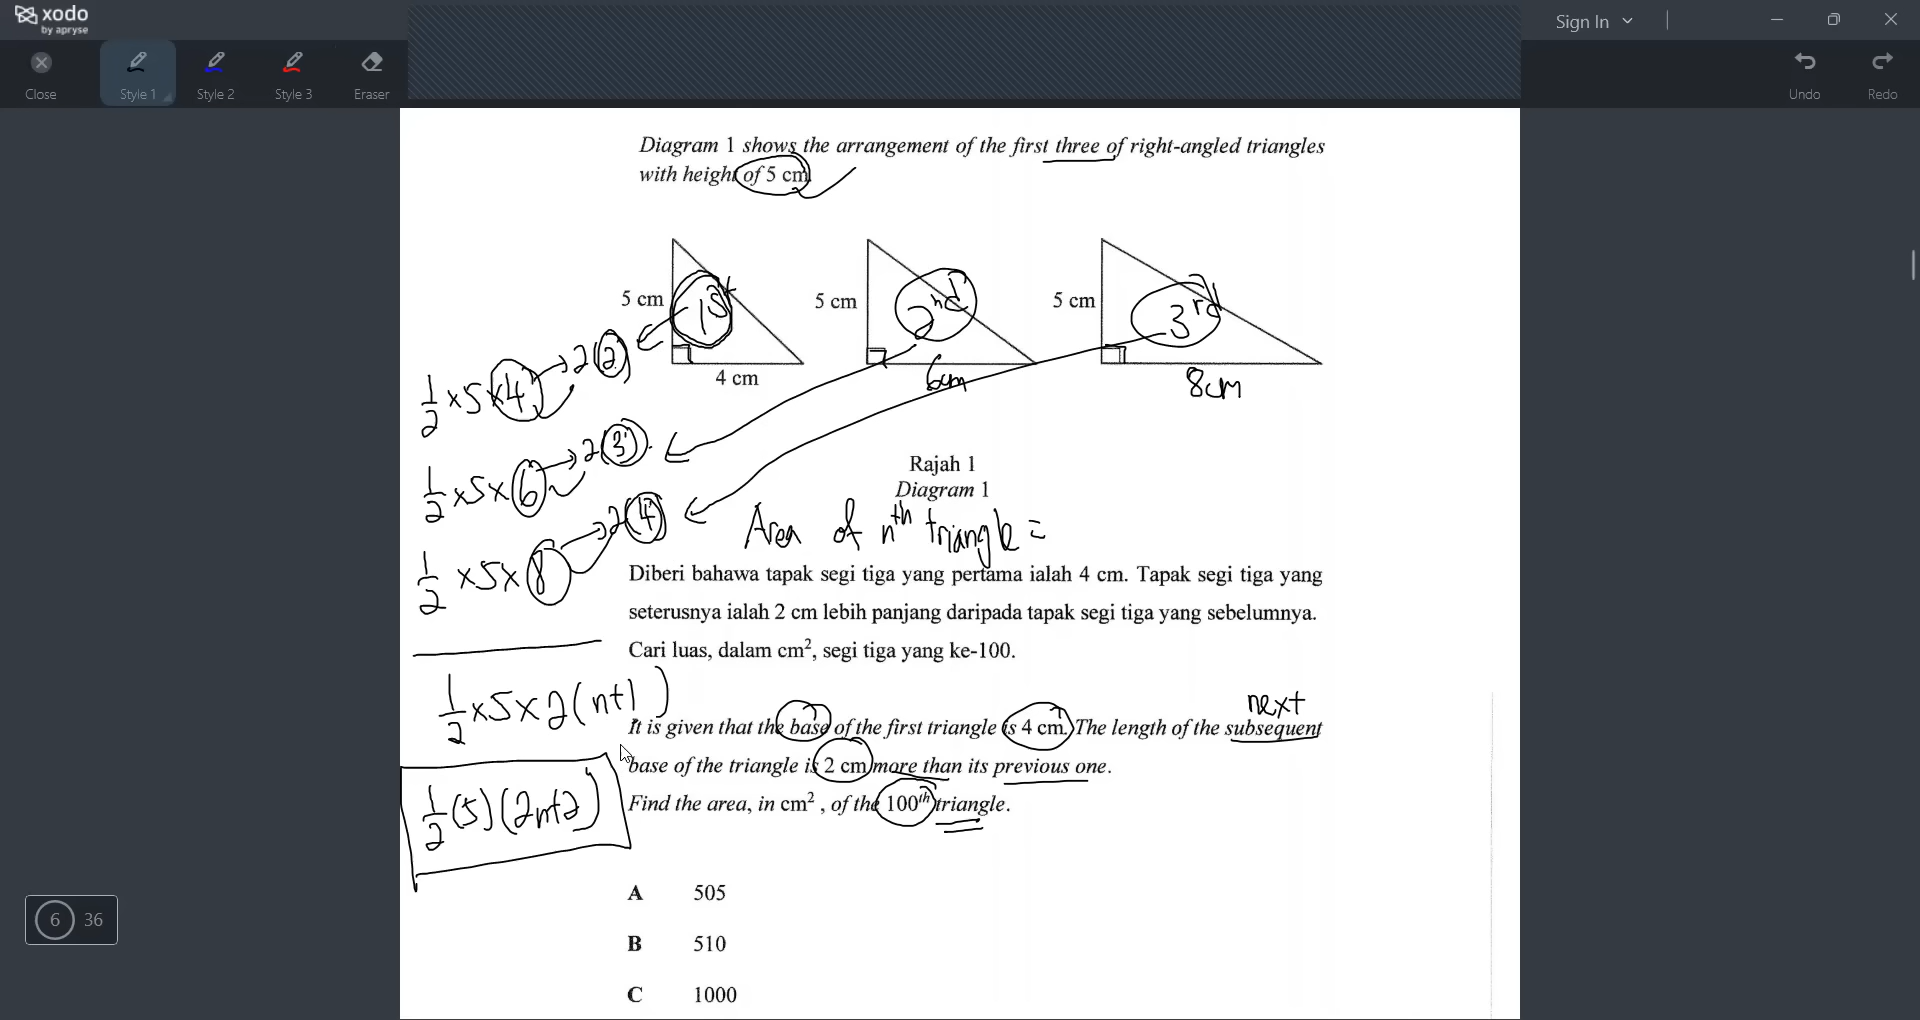 xodo
by apryse
Sign In
Close
Style 1
Style 2
Style 3
Eraser
Undo
Redo
Diagram 1 shows the arrangement of the first three of right-angled triangles
with height of 5 cm.
5 cm 1st 4 cm
5 cm 2nd 6cm
5 cm 3rd 8cm
1/2 × 5 × 4 → 2(2)
1/2 × 5 × 6 → 2(3)
1/2 × 5 × 8 → 2(4)
Rajah 1
Diagram 1
Area of nth triangle =
Diberi bahawa tapak segi tiga yang pertama ialah 4 cm. Tapak segi tiga yang
seterusnya ialah 2 cm lebih panjang daripada tapak segi tiga yang sebelumnya.
Cari luas, dalam cm², segi tiga yang ke-100.
1/2 × 5 × 2(n+1)
next
It is given that the base of the first triangle is 4 cm. The length of the subsequent
base of the triangle is 2 cm more than its previous one.
Find the area, in cm², of the 100th triangle.
1/2 (5)(2n+2)
A 505
B 510
C 1000
6 36